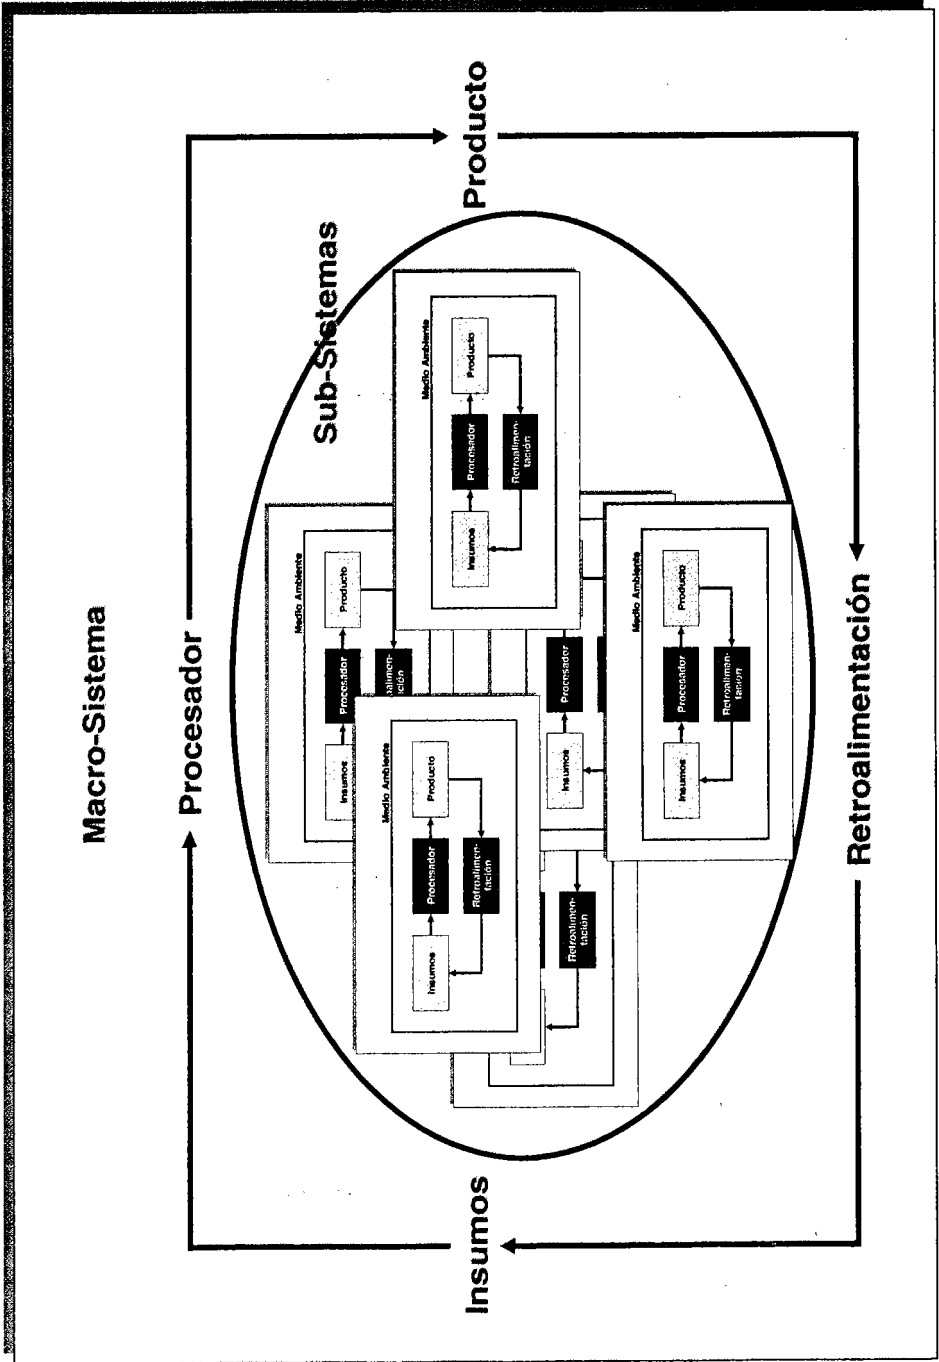 Macro-Sistema
Procesador
Sub-Sistemas
Medio Ambiente
Insumos
Procesador
Producto
Medio Ambiente
Insumos
Procesador
Producto
Retroalimen-
tación
Medio Ambiente
Insumos
Procesador
Producto
Retroalimen-
tación
Insumos
Producto
Insumos
Procesador
Retroalimen-
tación
Medio Ambiente
Insumos
Procesador
Producto
Retroalimen-
tación
Retroalimentación